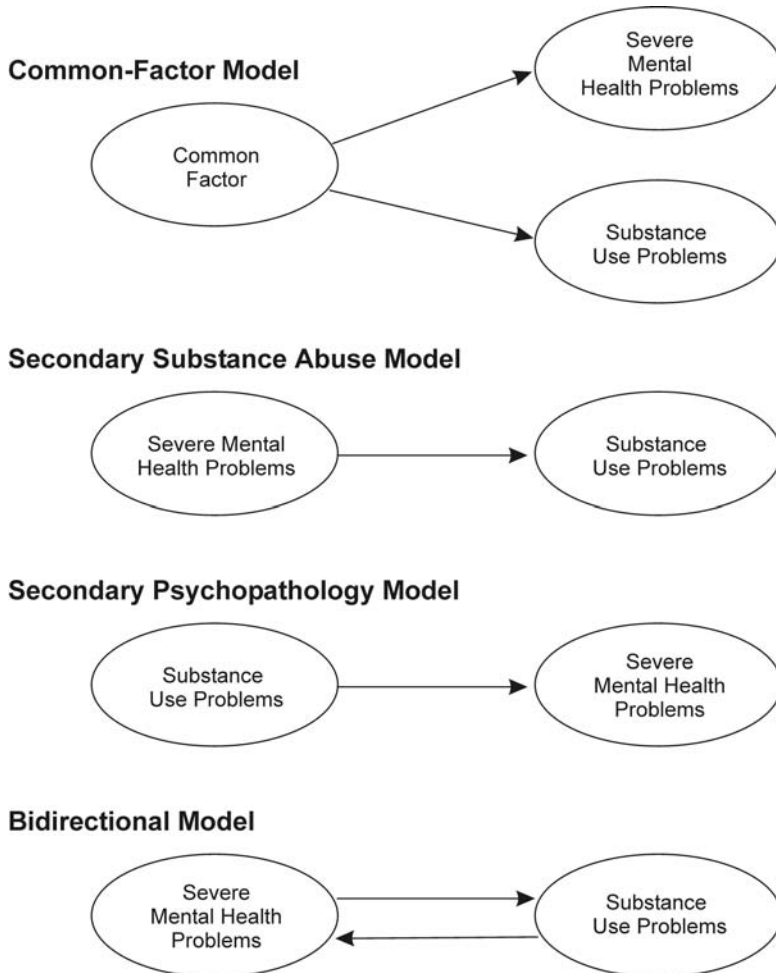 Common-Factor Model
Severe
Mental
Health Problems
Common
Factor
Substance
Use Problems
Secondary Substance Abuse Model
Severe Mental
Health Problems
Substance
Use Problems
Secondary Psychopathology Model
Substance
Use Problems
Severe
Mental Health
Problems
Bidirectional Model
Severe
Mental Health
Problems
Substance
Use Problems